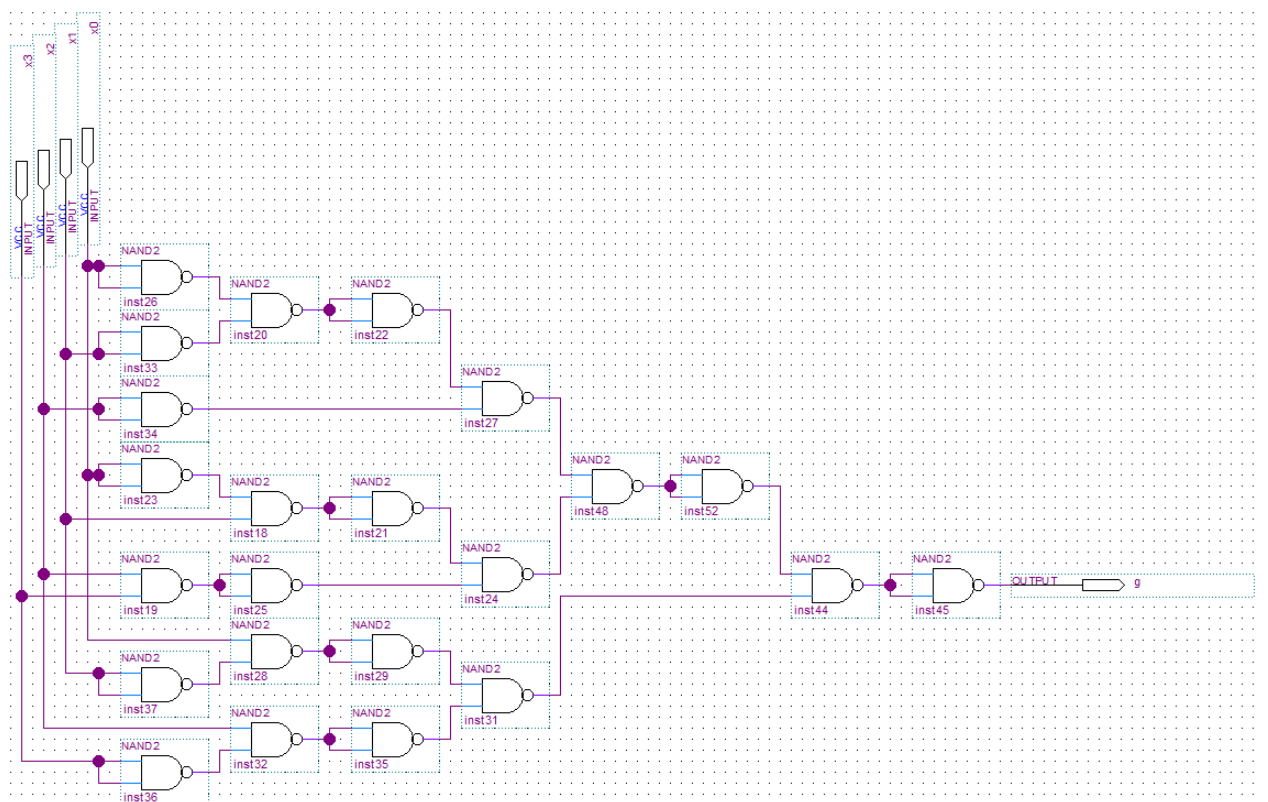 x0
x1
x2
x3
VCC
INPUT
VCC
INPUT
VCC
INPUT
VCC
INPUT
NAND2
inst26
NAND2
inst20
NAND2
inst22
NAND2
inst33
NAND2
inst27
NAND2
inst34
NAND2
inst23
NAND2
inst18
NAND2
inst21
NAND2
inst48
NAND2
inst52
NAND2
inst24
NAND2
inst19
NAND2
inst25
NAND2
inst44
NAND2
inst45
OUTPUT
g
NAND2
inst28
NAND2
inst29
NAND2
inst37
NAND2
inst31
NAND2
inst32
NAND2
inst35
NAND2
inst36